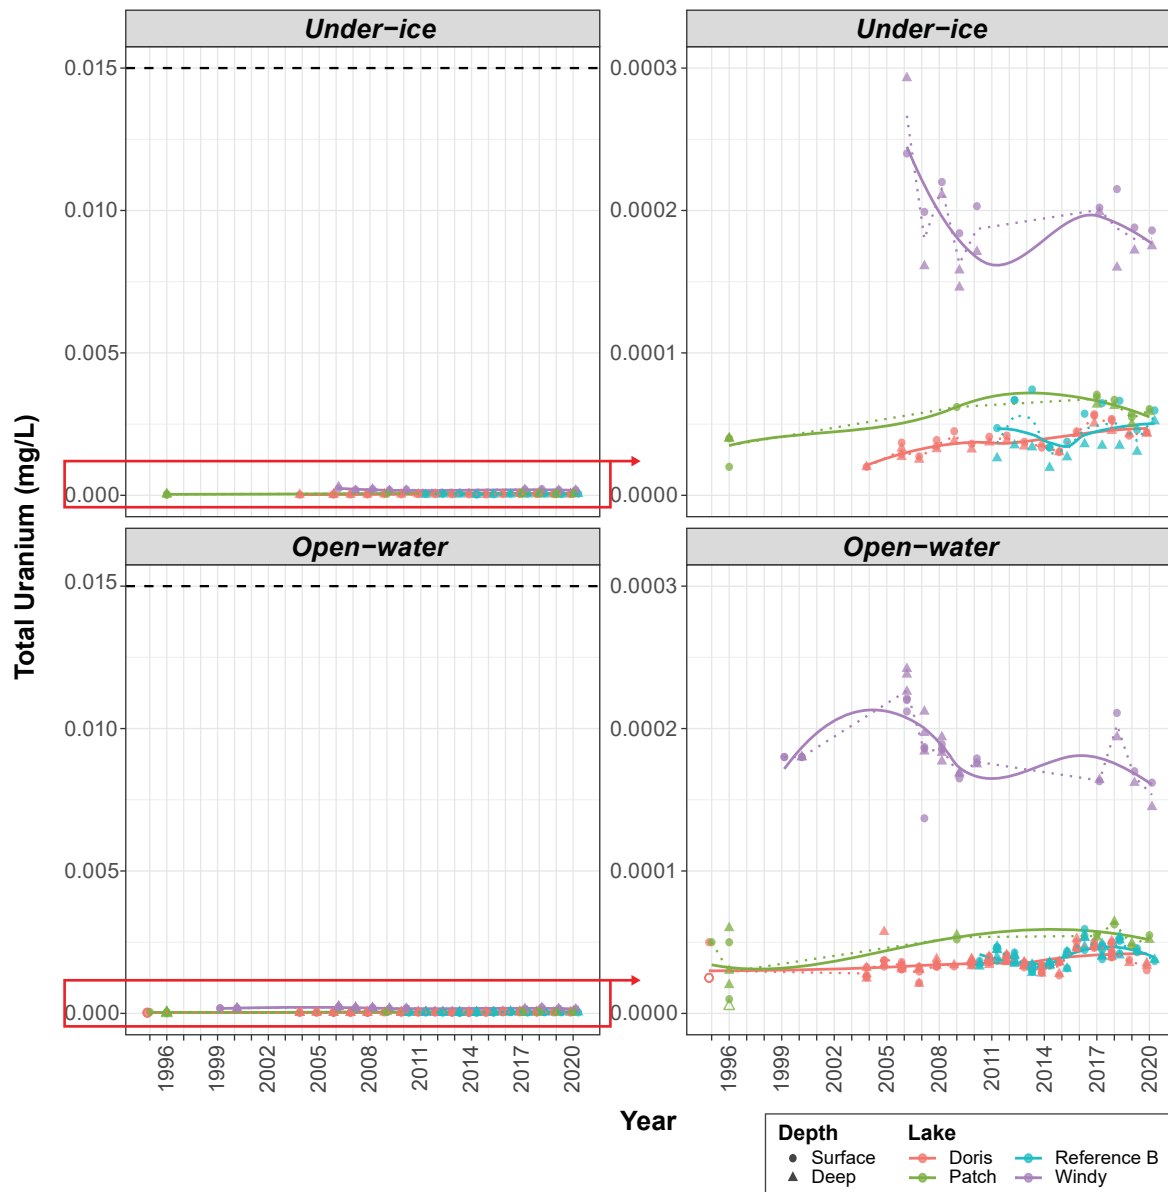 Under−ice
Under−ice
0.015
0.010
0.005
0.000
0.0003
0.0002
0.0001
0.0000
Total Uranium (mg/L)
Open−water
Open−water
0.015
0.010
0.005
0.000
0.0003
0.0002
0.0001
0.0000
1996 1999 2002 2005 2008 2011 2014 2017 2020
1996 1999 2002 2005 2008 2011 2014 2017 2020
Year
Depth Lake
Surface Doris Reference B
Deep Patch Windy